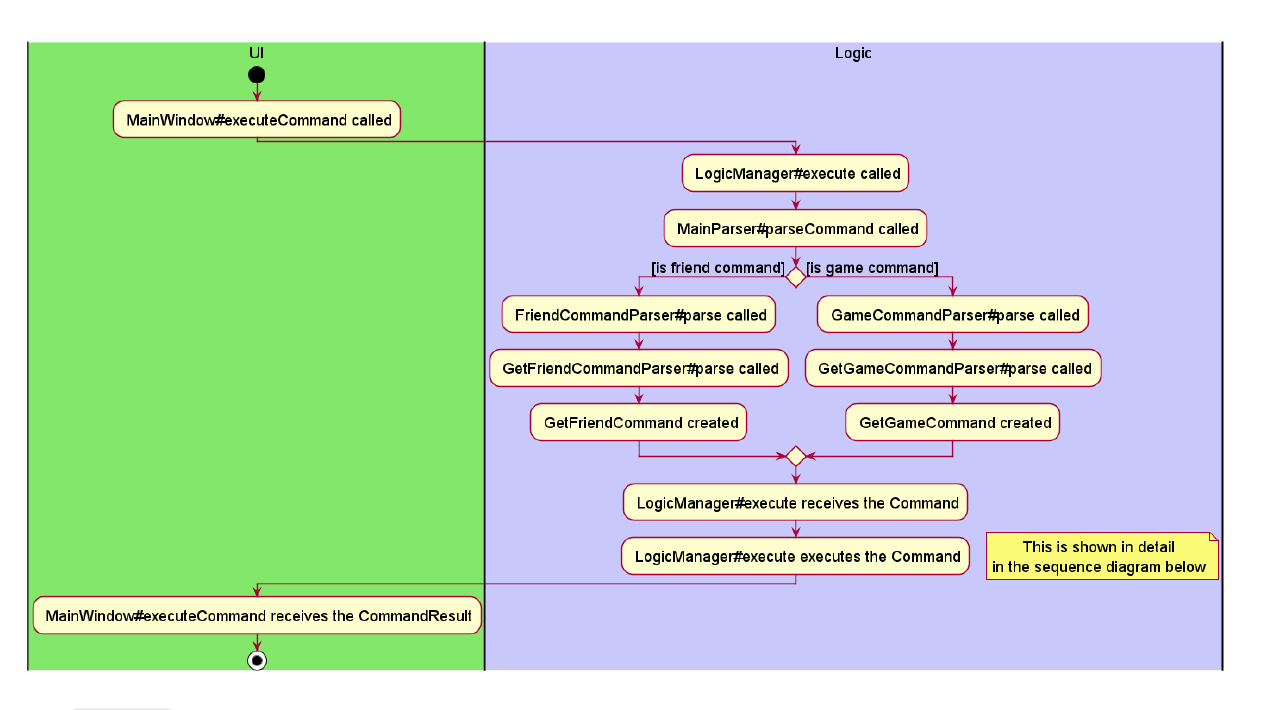 UI
Logic
MainWindow#executeCommand called
LogicManager#execute called
MainParser#parseCommand called
[is friend command]
[is game command]
FriendCommandParser#parse called
GameCommandParser#parse called
GetFriendCommandParser#parse called
GetGameCommandParser#parse called
GetFriendCommand created
GetGameCommand created
LogicManager#execute receives the Command
LogicManager#execute executes the Command
This is shown in detail
in the sequence diagram below
MainWindow#executeCommand receives the CommandResult